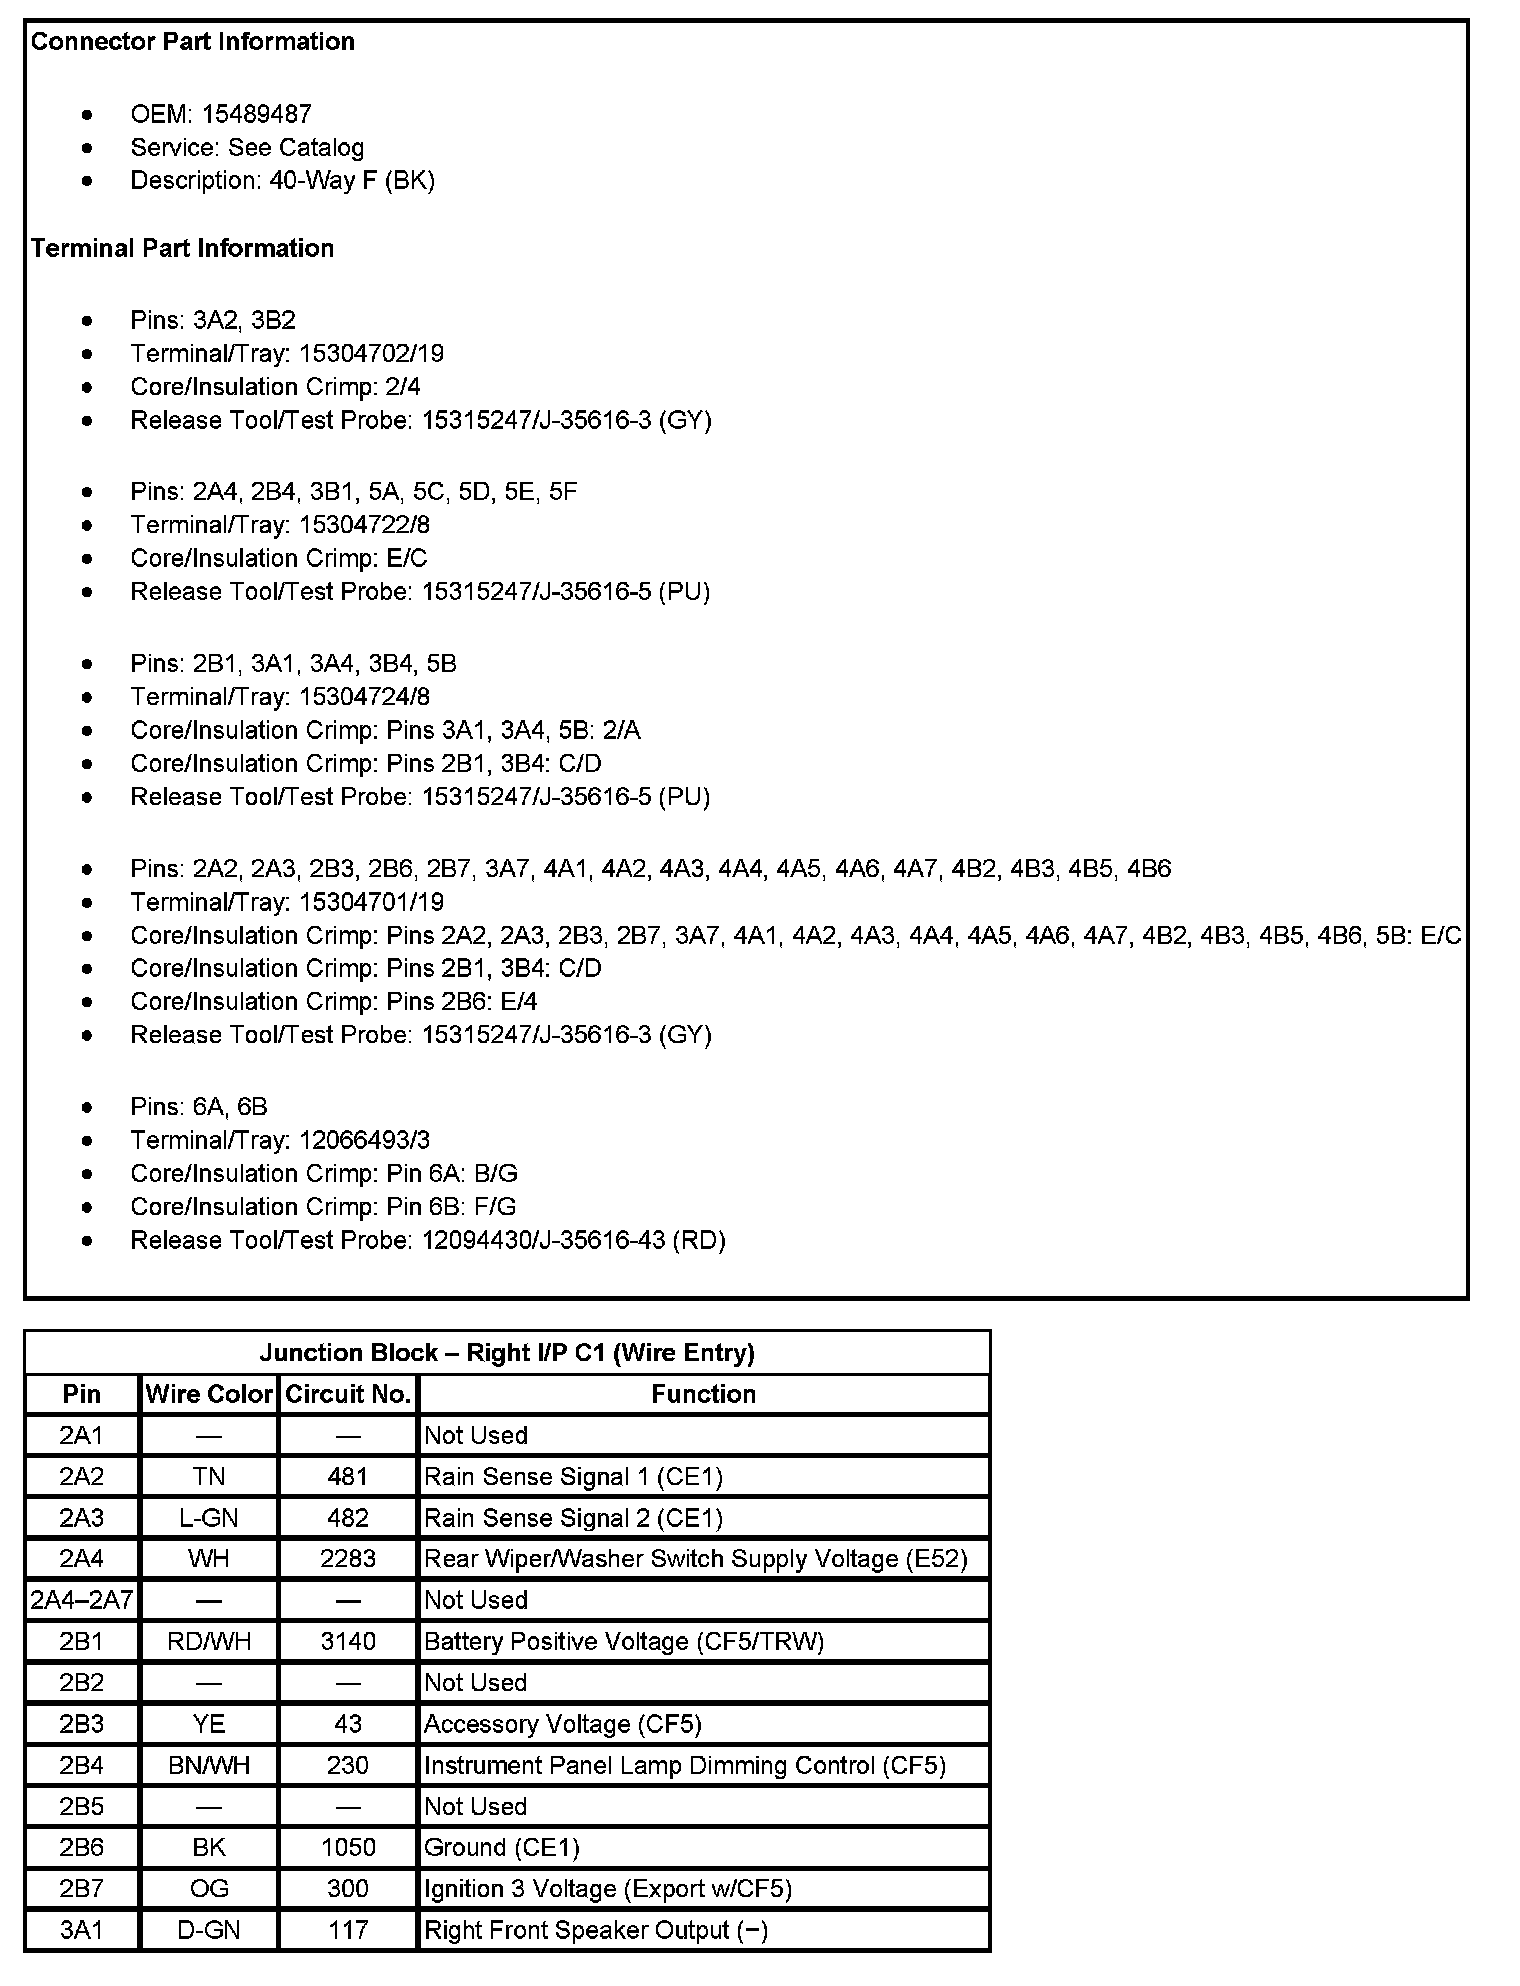 Connector Part Information
• OEM: 15489487
• Service: See Catalog
• Description: 40-Way F (BK)
Terminal Part Information
• Pins: 3A2, 3B2
• Terminal/Tray: 15304702/19
• Core/Insulation Crimp: 2/4
• Release Tool/Test Probe: 15315247/J-35616-3 (GY)
• Pins: 2A4, 2B4, 3B1, 5A, 5C, 5D, 5E, 5F
• Terminal/Tray: 15304722/8
• Core/Insulation Crimp: E/C
• Release Tool/Test Probe: 15315247/J-35616-5 (PU)
• Pins: 2B1, 3A1, 3A4, 3B4, 5B
• Terminal/Tray: 15304724/8
• Core/Insulation Crimp: Pins 3A1, 3A4, 5B: 2/A
• Core/Insulation Crimp: Pins 2B1, 3B4: C/D
• Release Tool/Test Probe: 15315247/J-35616-5 (PU)
• Pins: 2A2, 2A3, 2B3, 2B6, 2B7, 3A7, 4A1, 4A2, 4A3, 4A4, 4A5, 4A6, 4A7, 4B2, 4B3, 4B5, 4B6
• Terminal/Tray: 15304701/19
• Core/Insulation Crimp: Pins 2A2, 2A3, 2B3, 2B7, 3A7, 4A1, 4A2, 4A3, 4A4, 4A5, 4A6, 4A7, 4B2, 4B3, 4B5, 4B6, 5B: E/C
• Core/Insulation Crimp: Pins 2B1, 3B4: C/D
• Core/Insulation Crimp: Pins 2B6: E/4
• Release Tool/Test Probe: 15315247/J-35616-3 (GY)
• Pins: 6A, 6B
• Terminal/Tray: 12066493/3
• Core/Insulation Crimp: Pin 6A: B/G
• Core/Insulation Crimp: Pin 6B: F/G
• Release Tool/Test Probe: 12094430/J-35616-43 (RD)
Junction Block – Right I/P C1 (Wire Entry)
Pin Wire Color Circuit No. Function
2A1 — — Not Used
2A2 TN 481 Rain Sense Signal 1 (CE1)
2A3 L-GN 482 Rain Sense Signal 2 (CE1)
2A4 WH 2283 Rear Wiper/Washer Switch Supply Voltage (E52)
2A4–2A7 — — Not Used
2B1 RD/WH 3140 Battery Positive Voltage (CF5/TRW)
2B2 — — Not Used
2B3 YE 43 Accessory Voltage (CF5)
2B4 BN/WH 230 Instrument Panel Lamp Dimming Control (CF5)
2B5 — — Not Used
2B6 BK 1050 Ground (CE1)
2B7 OG 300 Ignition 3 Voltage (Export w/CF5)
3A1 D-GN 117 Right Front Speaker Output (−)